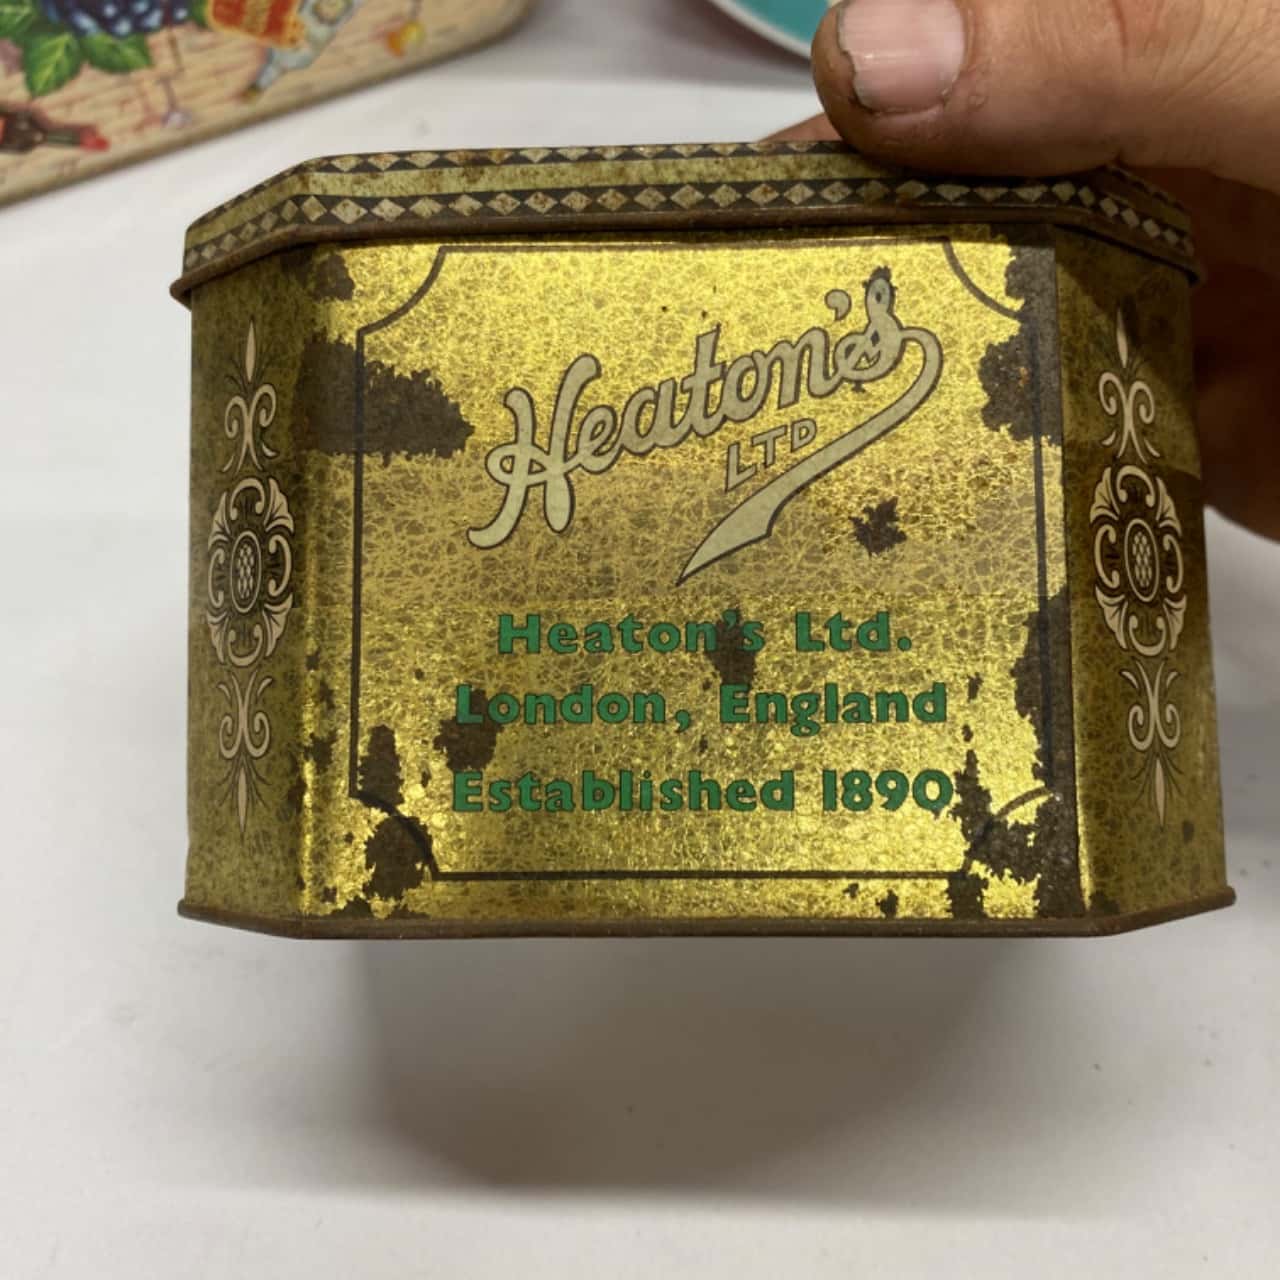 Heaton's
LTD
Heaton's Ltd.
London, England
Established 1890